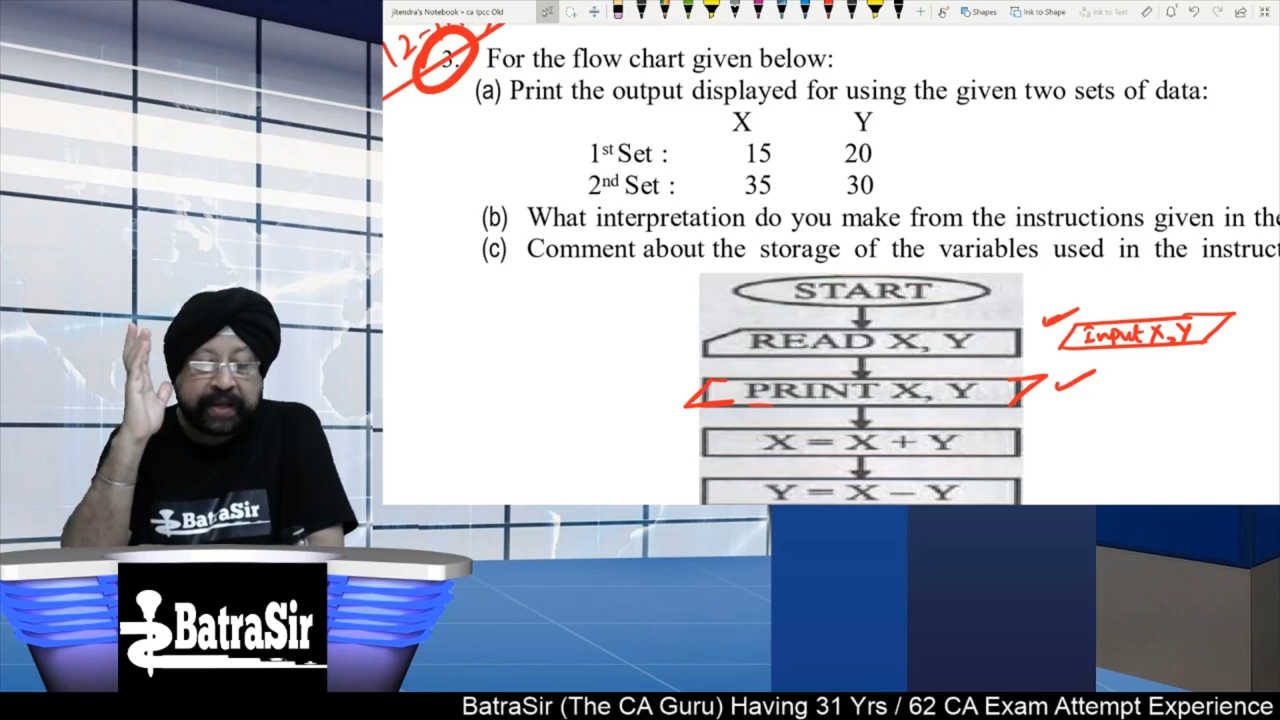 jitendra's Notebook » ca Ipcc Old
Shapes
Ink to Shape
Ink to Text
3. For the flow chart given below:
(a) Print the output displayed for using the given two sets of data:
X Y
1st Set : 15 20
2nd Set : 35 30
(b) What interpretation do you make from the instructions given in the
(c) Comment about the storage of the variables used in the instruct
START
READ X, Y
Input X, Y
PRINT X, Y
X = X + Y
Y = X – Y
BatraSir
BatraSir
BatraSir (The CA Guru) Having 31 Yrs / 62 CA Exam Attempt Experience